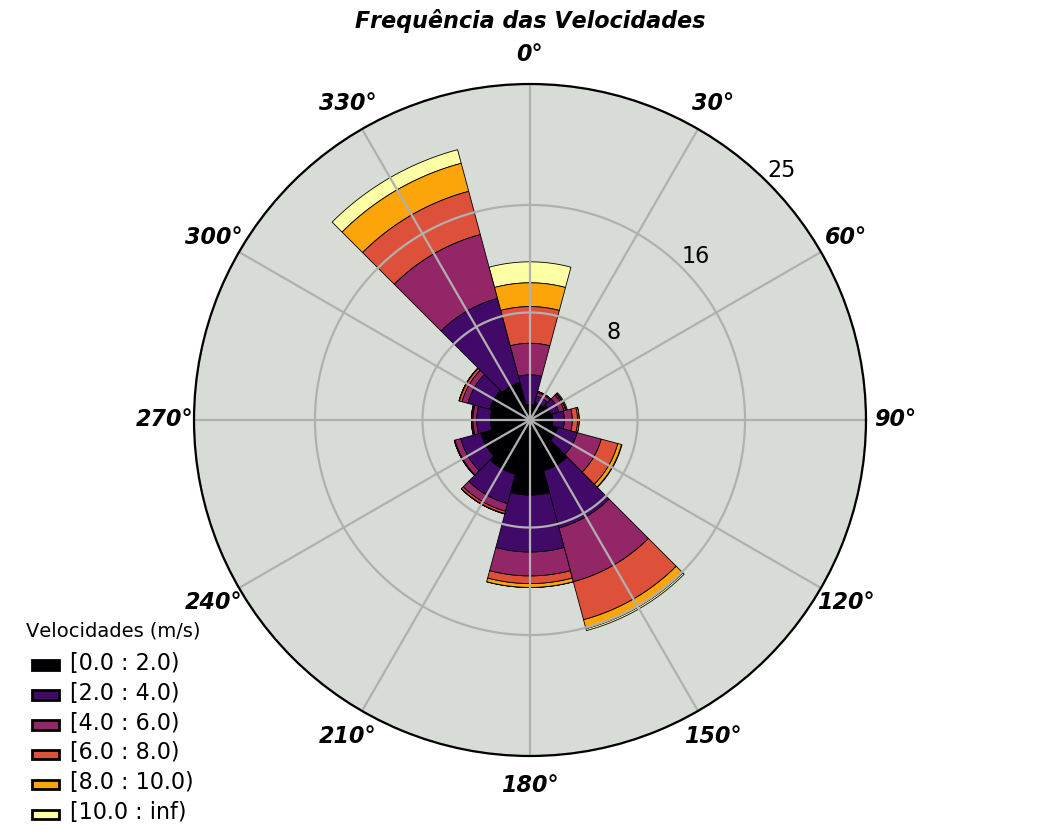 Frequência das Velocidades
0°
330°
30°
25
300°
60°
16
8
270°
90°
240°
120°
210°
150°
180°
Velocidades (m/s)
[0.0 : 2.0)
[2.0 : 4.0)
[4.0 : 6.0)
[6.0 : 8.0)
[8.0 : 10.0)
[10.0 : inf)